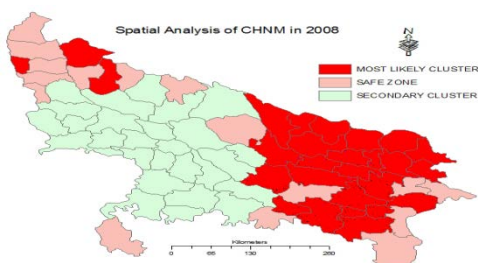 Spatial Analysis of CHNM in 2008
N
MOST LIKELY CLUSTER
SAFE ZONE
SECONDARY CLUSTER
Kilometers
0 65 130 260